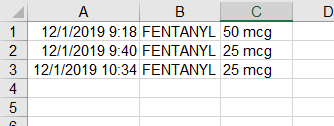 A B C D
1 12/1/2019 9:18 FENTANYL 50 mcg
2 12/1/2019 9:40 FENTANYL 25 mcg
3 12/1/2019 10:34 FENTANYL 25 mcg
4
5
6